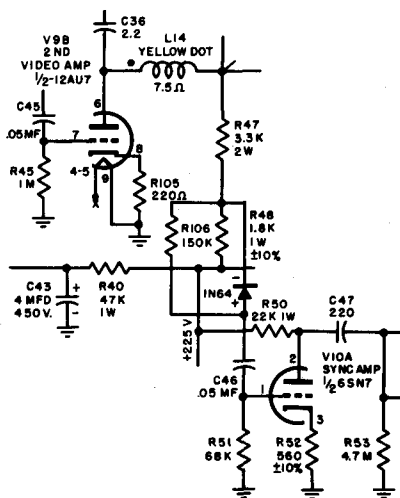 C36
2.2
V9B
2ND
VIDEO AMP
1/2-12AU7
L14
YELLOW DOT
7.5Ω
C45
.05MF
6
7
8
4-5
9
X
R45
1M
R105
220Ω
R47
3.3K
2W
R106
150K
R48
1.8K
1W
±10%
C43
4 MFD
450V.
+
-
R40
47K
1W
-
1N64
+
+225V
R50
22K 1W
C47
220
V10A
SYNC AMP
1/2 6SN7
C46
.05 MF
1
2
3
R51
68K
R52
560
±10%
R53
4.7M